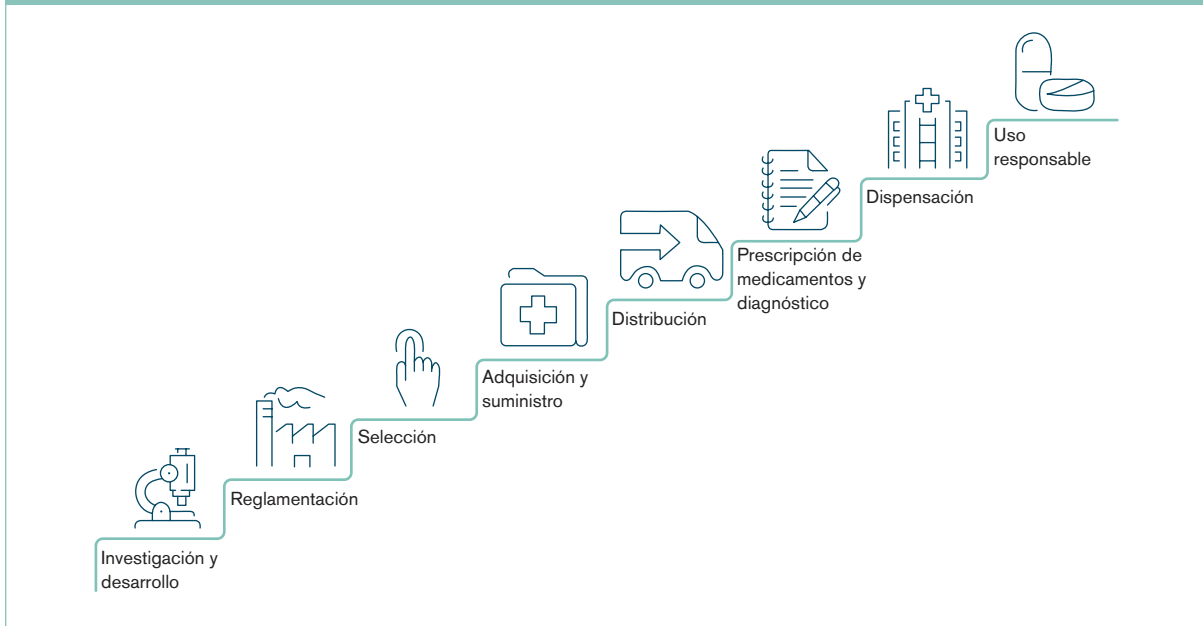 Uso
responsable
Dispensación
Prescripción de
medicamentos y
diagnóstico
Distribución
Adquisición y
suministro
Selección
Reglamentación
Investigación y
desarrollo